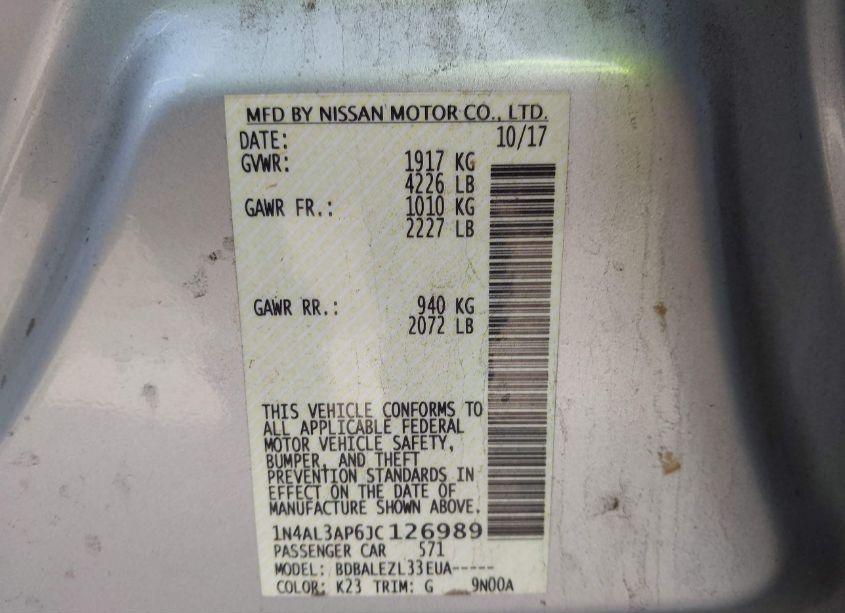 MFD BY NISSAN MOTOR CO., LTD.
DATE: 10/17
GVWR: 1917 KG
4226 LB
GAWR FR.: 1010 KG
2227 LB
GAWR RR.: 940 KG
2072 LB
THIS VEHICLE CONFORMS TO
ALL APPLICABLE FEDERAL
MOTOR VEHICLE SAFETY,
BUMPER, AND THEFT
PREVENTION STANDARDS IN
EFFECT ON THE DATE OF
MANUFACTURE SHOWN ABOVE.
1N4AL3AP6JC126989
PASSENGER CAR 571
MODEL: BDBALEZL33EUA-----
COLOR: K23 TRIM: G 9N00A